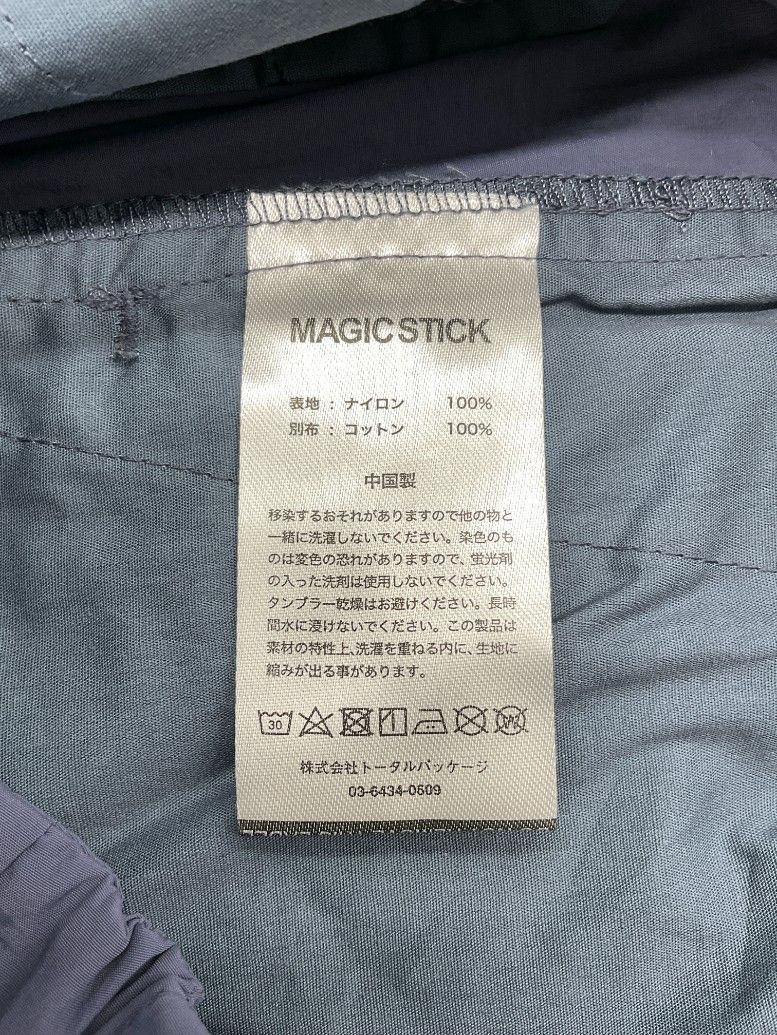 MAGIC STICK
表地 : ナイロン 100%
別布 : コットン 100%
中国製
移染するおそれがありますので他の物と
一緒に洗濯しないでください。染色のも
のは変色の恐れがありますので、蛍光剤
の入った洗剤は使用しないでください。
タンブラー乾燥はお避けください。長時
間水に浸けないでください。この製品は
素材の特性上、洗濯を重ねる内に、生地に
縮みが出る事があります。
30
W
株式会社トータルパッケージ
03-6434-0609